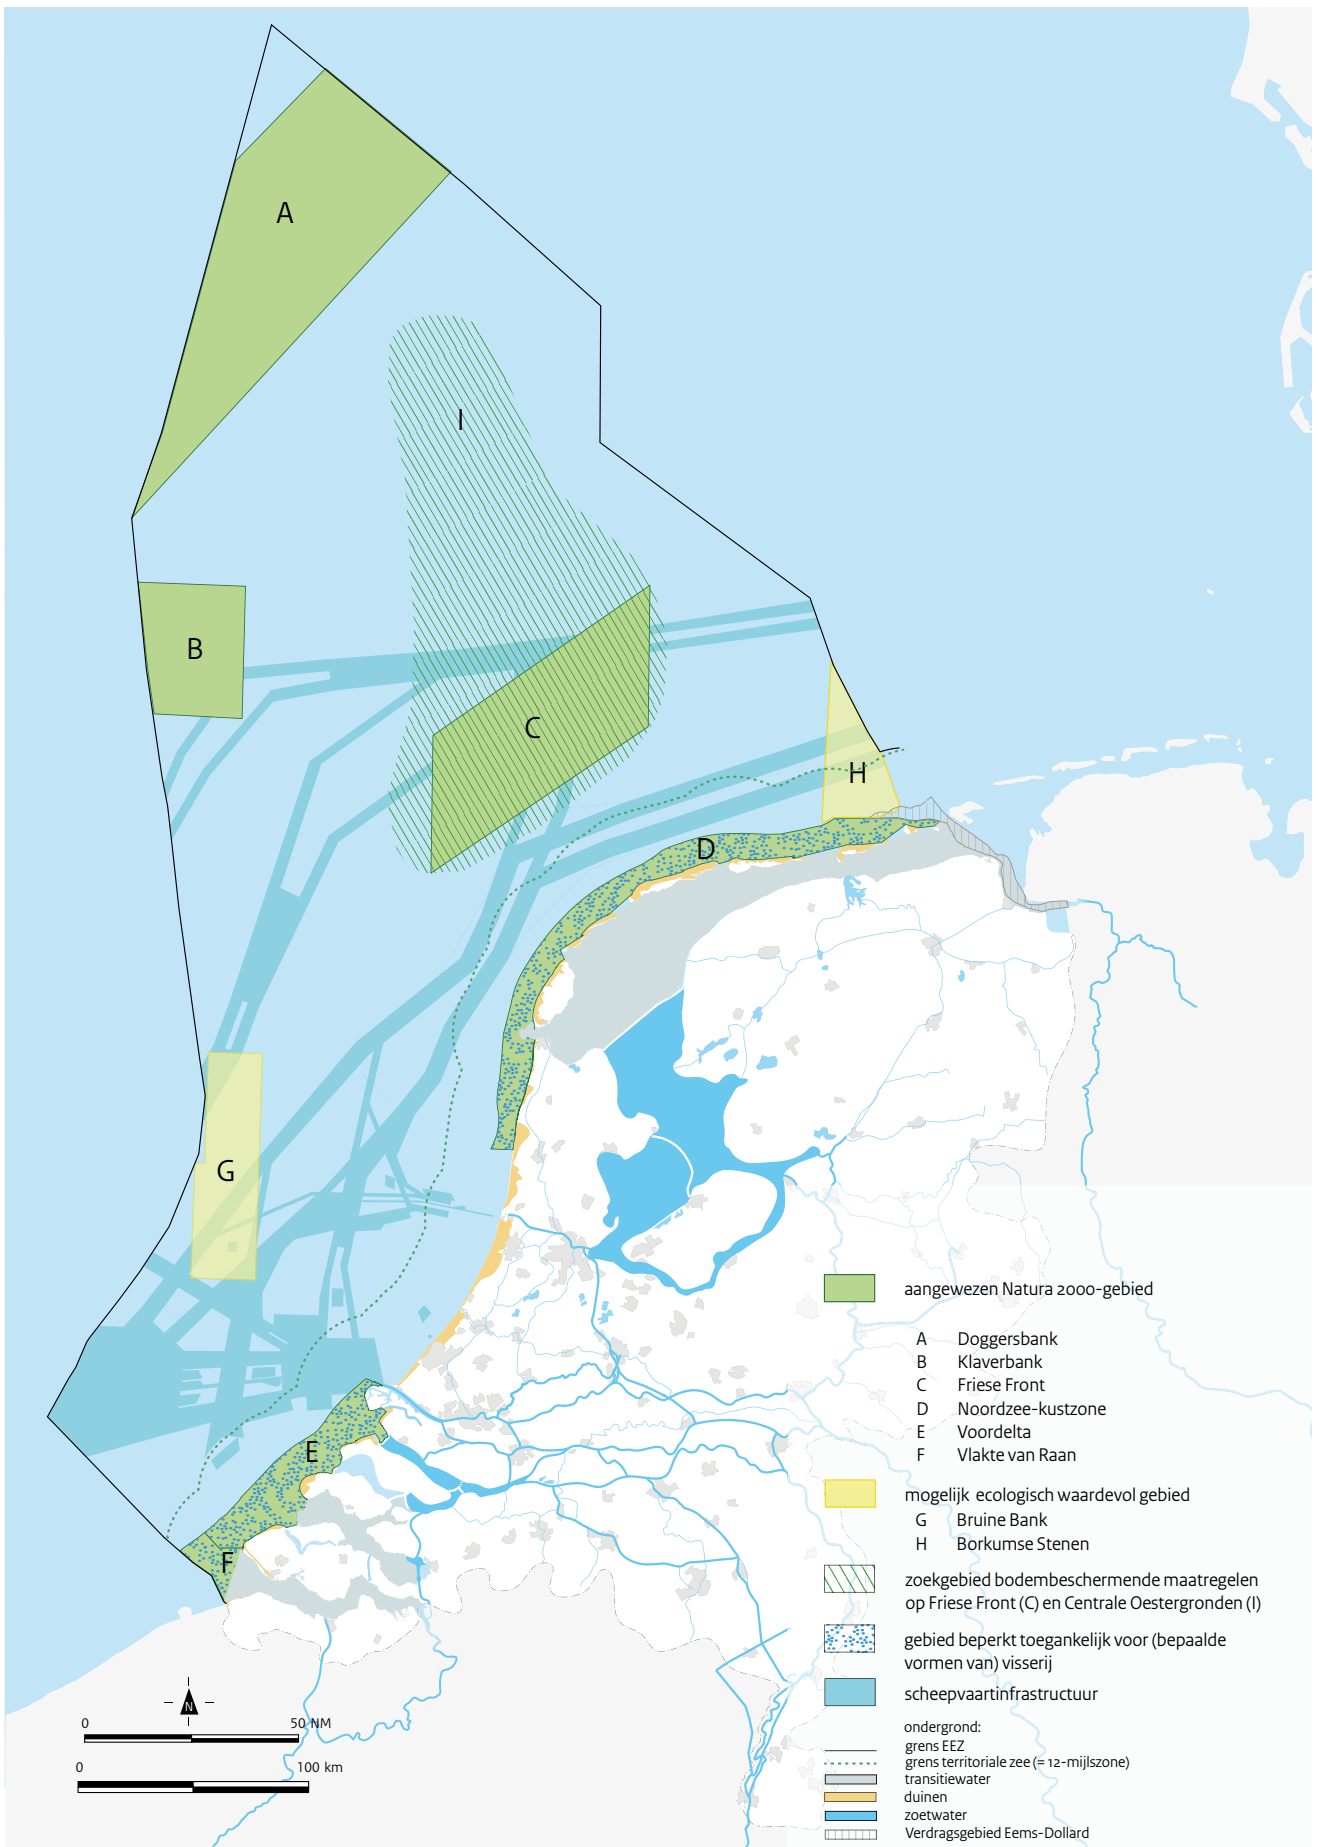 A
I
B
C
H
D
G
E
F
aangewezen Natura 2000-gebied
A Doggersbank
B Klaverbank
C Friese Front
D Noordzee-kustzone
E Voordelta
F Vlakte van Raan
mogelijk ecologisch waardevol gebied
G Bruine Bank
H Borkumse Stenen
zoekgebied bodembeschermende maatregelen
op Friese Front (C) en Centrale Oestergronden (I)
gebied beperkt toegankelijk voor (bepaalde
vormen van) visserij
scheepvaartinfrastructuur
ondergrond:
grens EEZ
grens territoriale zee (= 12-mijlszone)
transitiewater
duinen
zoetwater
Verdragsgebied Eems-Dollard
N
0 50 NM
0 100 km